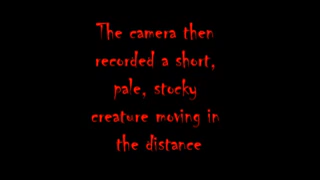 The camera then
recorded a short,
pale, stocky
creature moving in
the distance